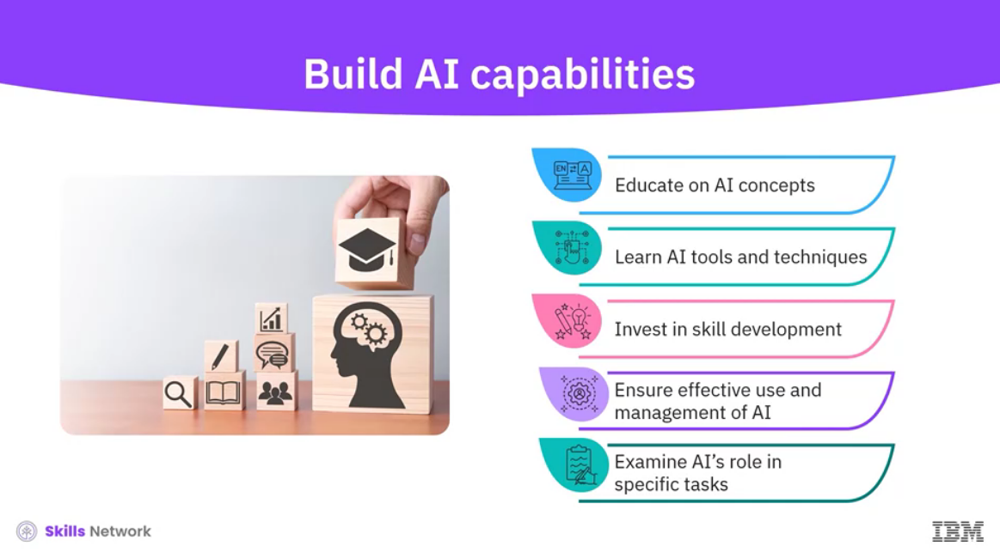 Build AI capabilities
EN
A
Educate on AI concepts
Learn AI tools and techniques
Invest in skill development
Ensure effective use and
management of AI
Examine AI's role in
specific tasks
Skills Network
IBM